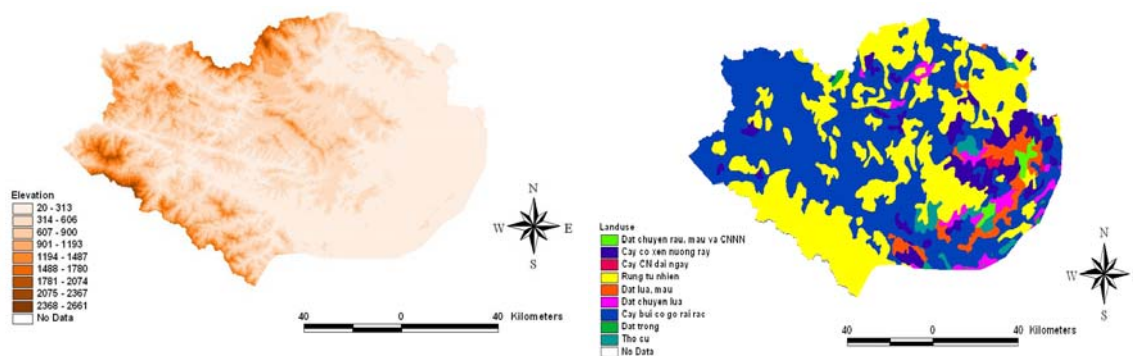 Elevation
20 - 313
314 - 606
607 - 900
901 - 1193
1194 - 1487
1488 - 1780
1781 - 2074
2075 - 2367
2368 - 2661
No Data
N
W E
S
40 0 40 Kilometers
Landuse
Dat chuyen rau, mau va CNNN
Cay co xen nuong ray
Cay CN dai ngay
Rung tu nhien
Dat lua, mau
Dat chuyen lua
Cay bui co go rai rac
Dat trong
Tho cu
No Data
N
W E
S
40 0 40 Kilometers